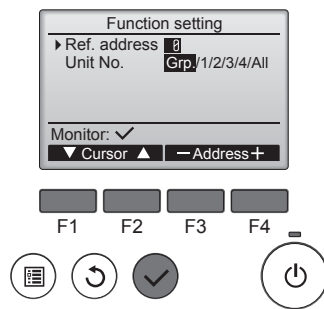 Function setting
Ref. address 0
Unit No. Grp./1/2/3/4/All
Monitor: ✓
▼ Cursor ▲ －Address＋
F1 F2 F3 F4